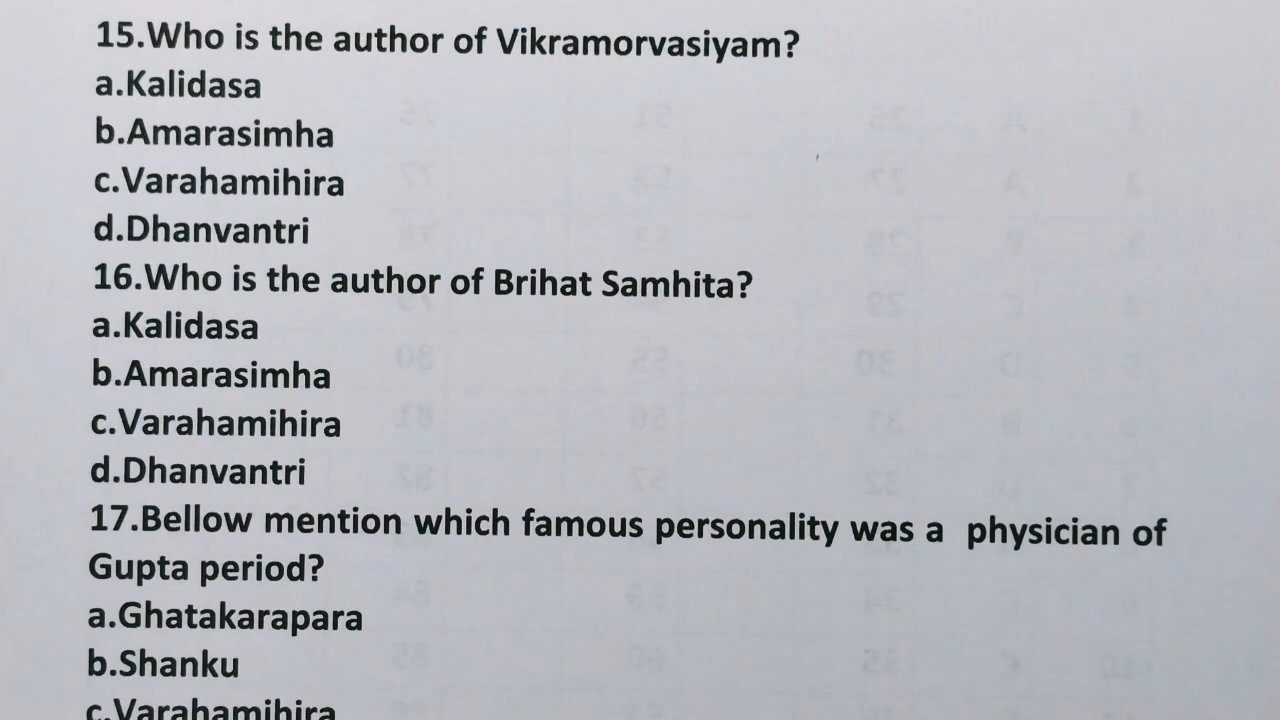 15.Who is the author of Vikramorvasiyam?
a.Kalidasa
b.Amarasimha
c.Varahamihira
d.Dhanvantri
16.Who is the author of Brihat Samhita?
a.Kalidasa
b.Amarasimha
c.Varahamihira
d.Dhanvantri
17.Bellow mention which famous personality was a  physician of
Gupta period?
a.Ghatakarapara
b.Shanku
c.Varahamihira